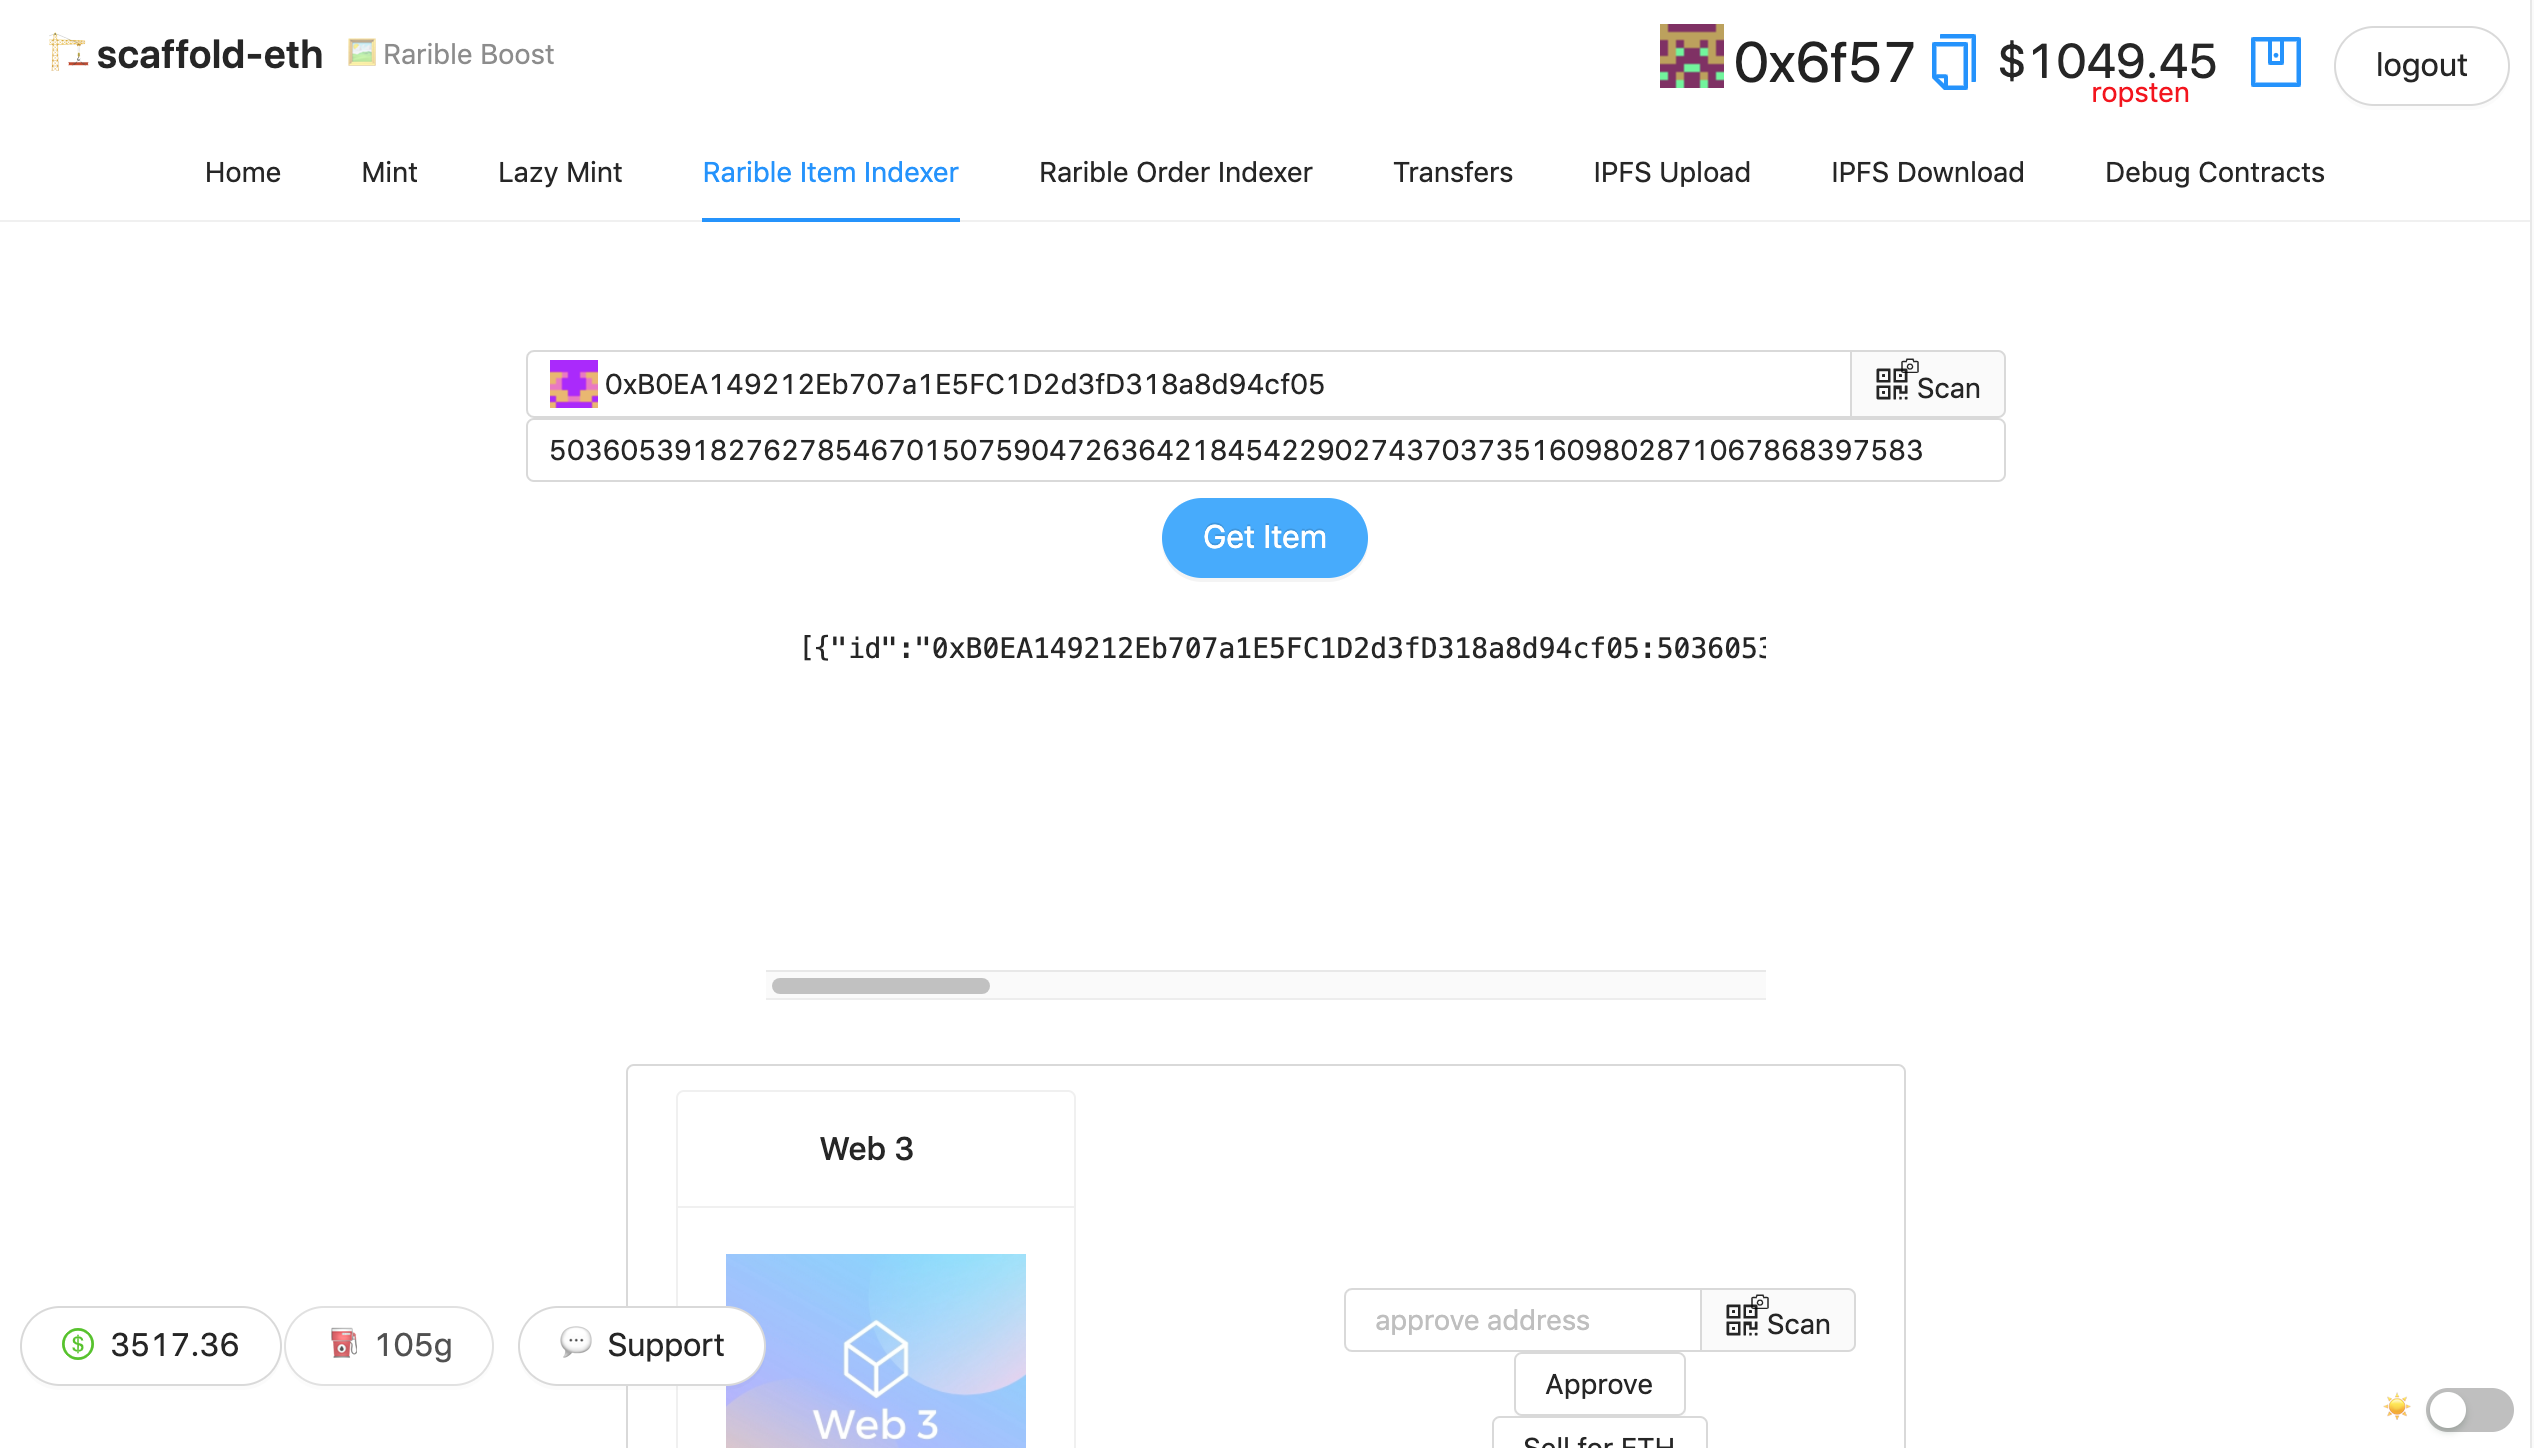 scaffold-eth Rarible Boost
0x6f57 $1049.45 logout
ropsten
Home Mint Lazy Mint Rarible Item Indexer Rarible Order Indexer Transfers IPFS Upload IPFS Download Debug Contracts
0xB0EA149212Eb707a1E5FC1D2d3fD318a8d94cf05 Scan
50360539182762785467015075904726364218454229027437037351609802871067868397583
Get Item
[{"id":"0xB0EA149212Eb707a1E5FC1D2d3fD318a8d94cf05:5036053
Web 3
approve address Scan
3517.36 105g Support
Approve
Web 3
Sell for ETH